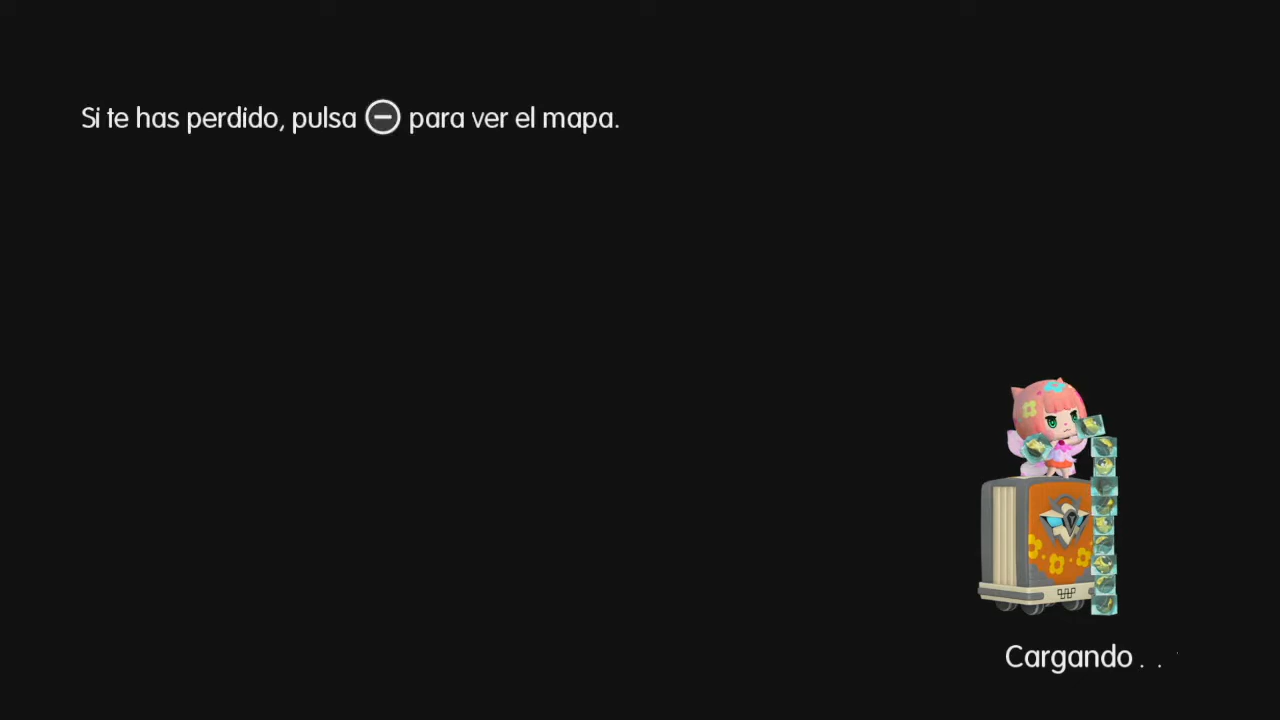 Si te has perdido, pulsa ⊖ para ver el mapa.
Cargando . .